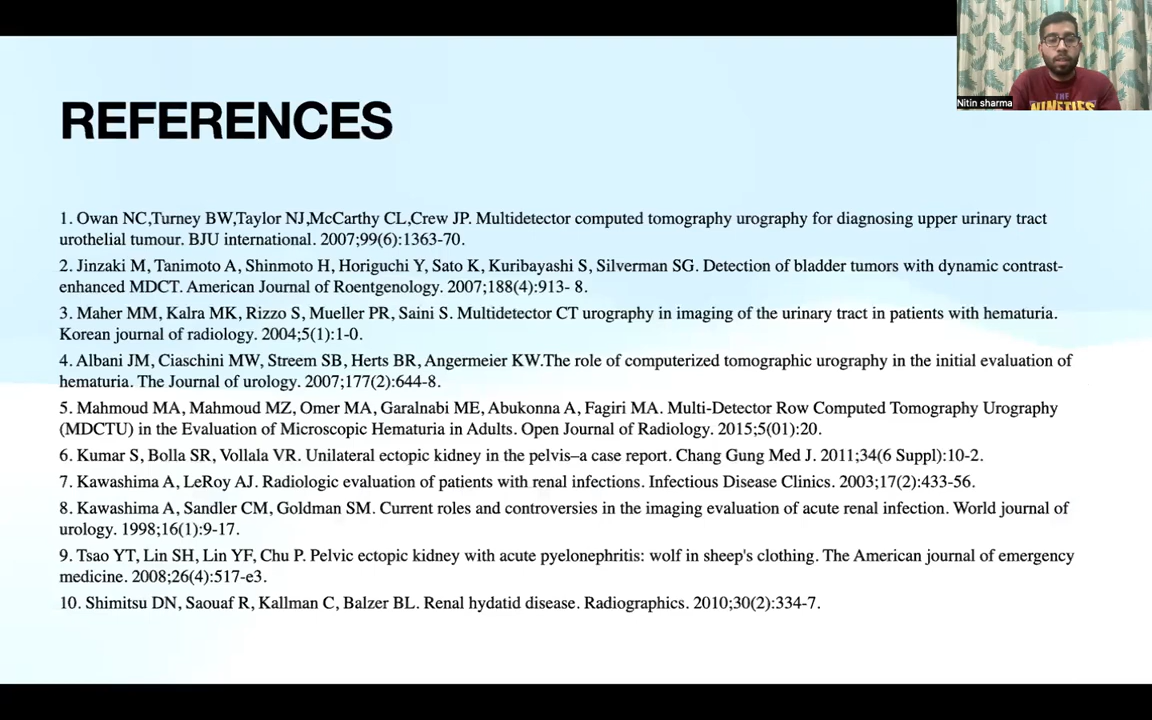 Nitin sharma
THE
NINETIES
REFERENCES
1. Owan NC,Turney BW,Taylor NJ,McCarthy CL,Crew JP. Multidetector computed tomography urography for diagnosing upper urinary tract
urothelial tumour. BJU international. 2007;99(6):1363-70.
2. Jinzaki M, Tanimoto A, Shinmoto H, Horiguchi Y, Sato K, Kuribayashi S, Silverman SG. Detection of bladder tumors with dynamic contrast-
enhanced MDCT. American Journal of Roentgenology. 2007;188(4):913- 8.
3. Maher MM, Kalra MK, Rizzo S, Mueller PR, Saini S. Multidetector CT urography in imaging of the urinary tract in patients with hematuria.
Korean journal of radiology. 2004;5(1):1-0.
4. Albani JM, Ciaschini MW, Streem SB, Herts BR, Angermeier KW.The role of computerized tomographic urography in the initial evaluation of
hematuria. The Journal of urology. 2007;177(2):644-8.
5. Mahmoud MA, Mahmoud MZ, Omer MA, Garalnabi ME, Abukonna A, Fagiri MA. Multi-Detector Row Computed Tomography Urography
(MDCTU) in the Evaluation of Microscopic Hematuria in Adults. Open Journal of Radiology. 2015;5(01):20.
6. Kumar S, Bolla SR, Vollala VR. Unilateral ectopic kidney in the pelvis–a case report. Chang Gung Med J. 2011;34(6 Suppl):10-2.
7. Kawashima A, LeRoy AJ. Radiologic evaluation of patients with renal infections. Infectious Disease Clinics. 2003;17(2):433-56.
8. Kawashima A, Sandler CM, Goldman SM. Current roles and controversies in the imaging evaluation of acute renal infection. World journal of
urology. 1998;16(1):9-17.
9. Tsao YT, Lin SH, Lin YF, Chu P. Pelvic ectopic kidney with acute pyelonephritis: wolf in sheep's clothing. The American journal of emergency
medicine. 2008;26(4):517-e3.
10. Shimitsu DN, Saouaf R, Kallman C, Balzer BL. Renal hydatid disease. Radiographics. 2010;30(2):334-7.